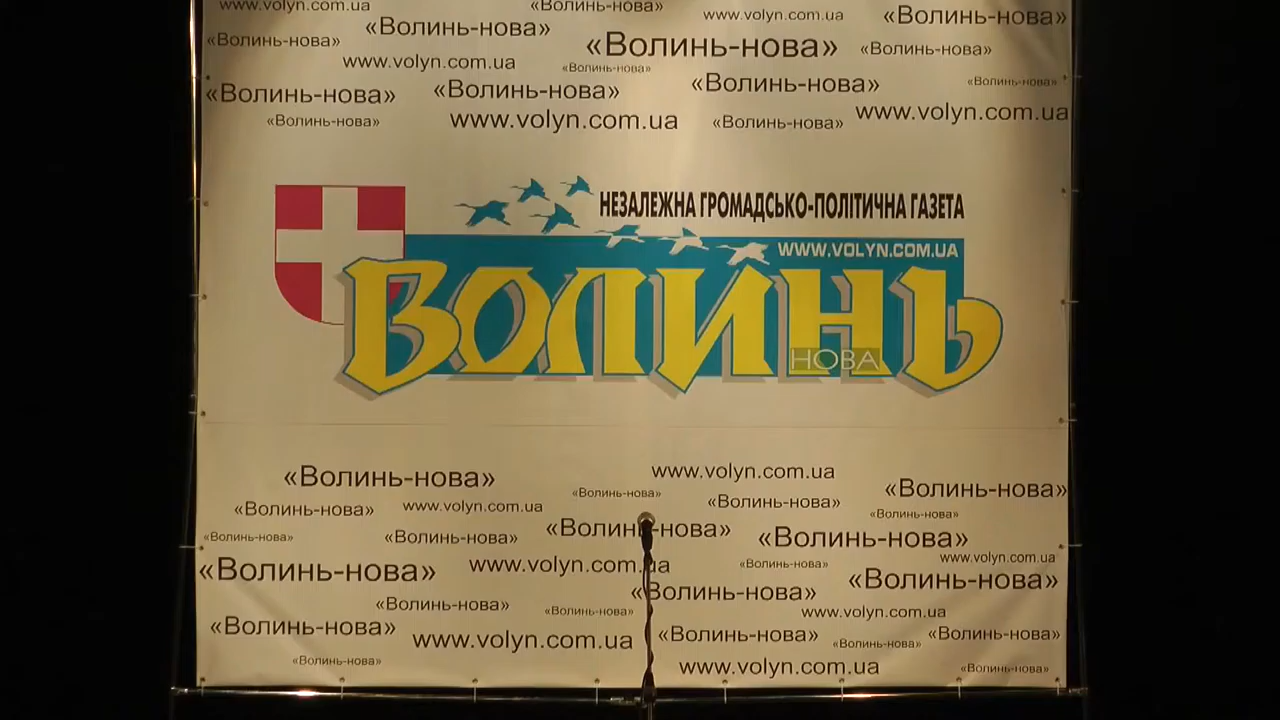 www.volyn.com.ua «Волинь-нова» www.volyn.com.ua «Волинь-нова»
«Волинь-нова» «Волинь-нова» «Волинь-нова» «Волинь-нова»
www.volyn.com.ua «Волинь-нова»
«Волинь-нова» «Волинь-нова» «Волинь-нова» «Волинь-нова»
«Волинь-нова» www.volyn.com.ua «Волинь-нова» www.volyn.com.ua
НЕЗАЛЕЖНА ГРОМАДСЬКО-ПОЛІТИЧНА ГАЗЕТА
WWW.VOLYN.COM.UA
ВОЛИНЬ
НОВА
«Волинь-нова» www.volyn.com.ua
«Волинь-нова» «Волинь-нова»
«Волинь-нова» www.volyn.com.ua «Волинь-нова» «Волинь-нова»
«Волинь-нова» «Волинь-нова» «Волинь-нова» «Волинь-нова»
www.volyn.com.ua
«Волинь-нова» www.volyn.com.ua «Волинь-нова» «Волинь-нова»
«Волинь-нова» «Волинь-нова» «Волинь-нова» www.volyn.com.ua
«Волинь-нова» www.volyn.com.ua «Волинь-нова» «Волинь-нова» «Волинь-нова»
«Волинь-нова» www.volyn.com.ua «Волинь-нова»